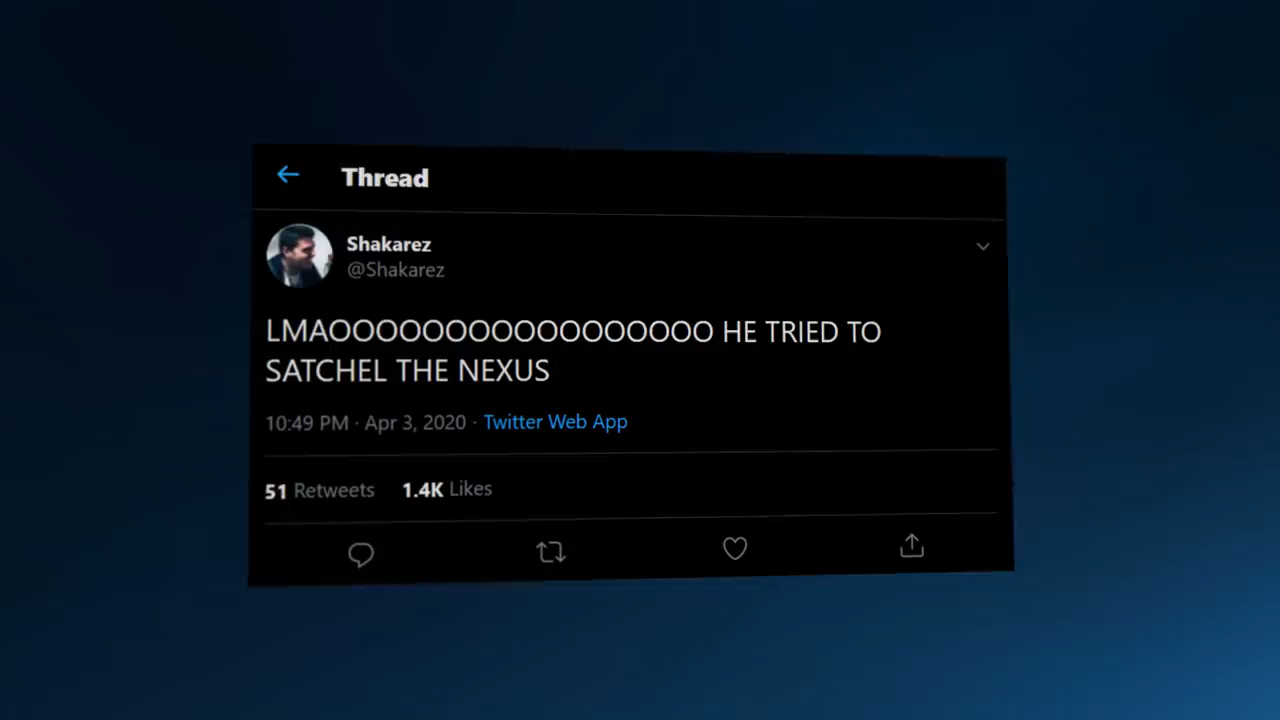 Thread
Shakarez
@Shakarez
LMAOOOOOOOOOOOOOOOOO HE TRIED TO
SATCHEL THE NEXUS
10:49 PM · Apr 3, 2020 · Twitter Web App
51 Retweets 1.4K Likes